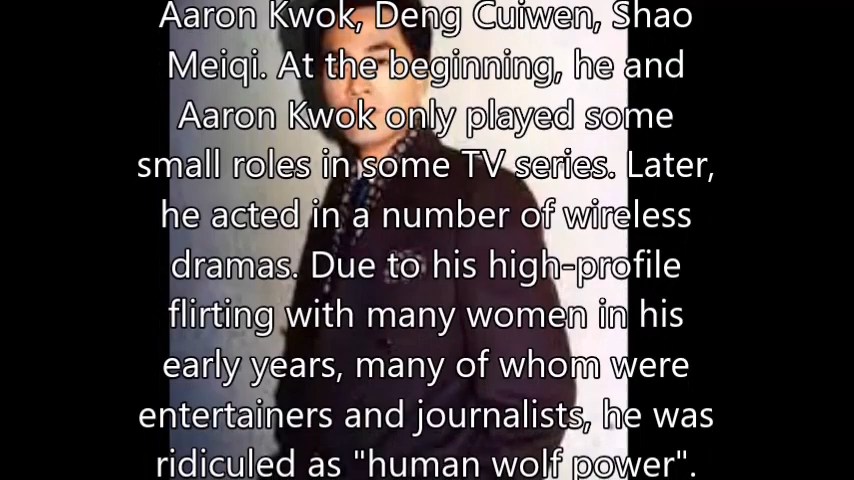 Aaron Kwok, Deng Cuiwen, Shao
Meiqi. At the beginning, he and
Aaron Kwok only played some
small roles in some TV series. Later,
he acted in a number of wireless
dramas. Due to his high-profile
flirting with many women in his
early years, many of whom were
entertainers and journalists, he was
ridiculed as "human wolf power".